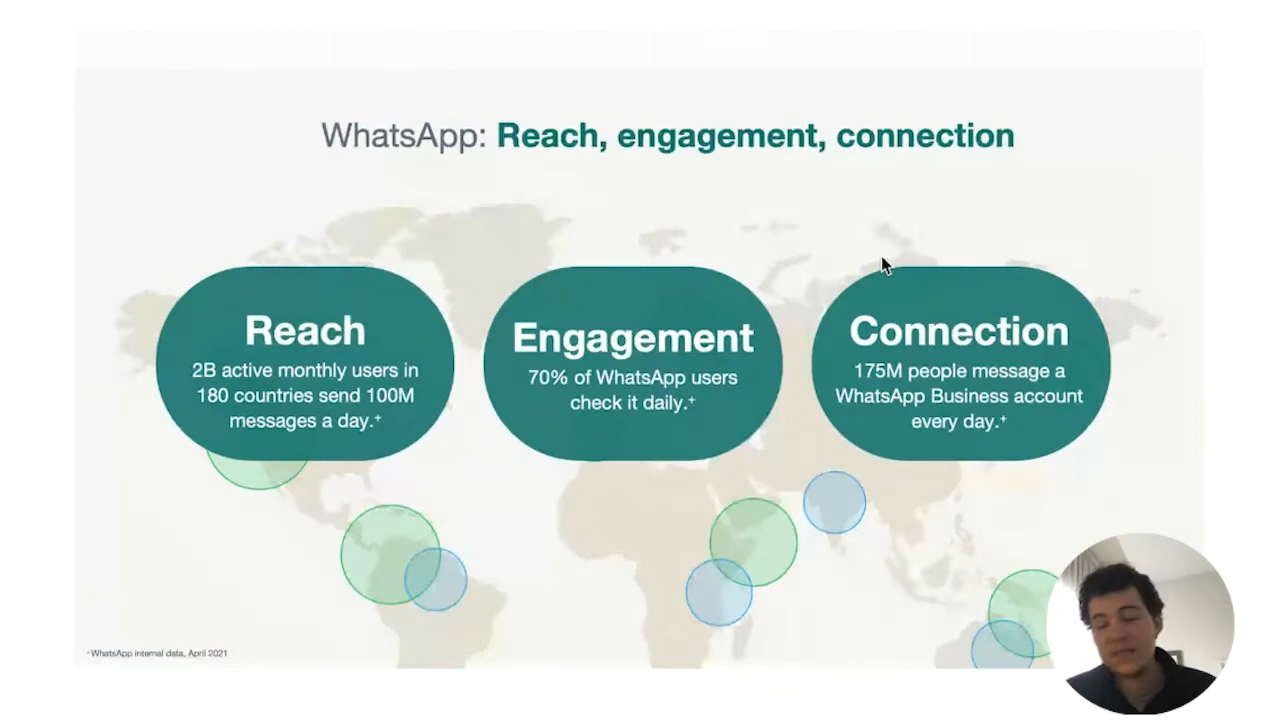 WhatsApp: Reach, engagement, connection
Reach
2B active monthly users in
180 countries send 100M
messages a day.⁺
Engagement
70% of WhatsApp users
check it daily.⁺
Connection
175M people message a
WhatsApp Business account
every day.⁺
⁺WhatsApp internal data, April 2021